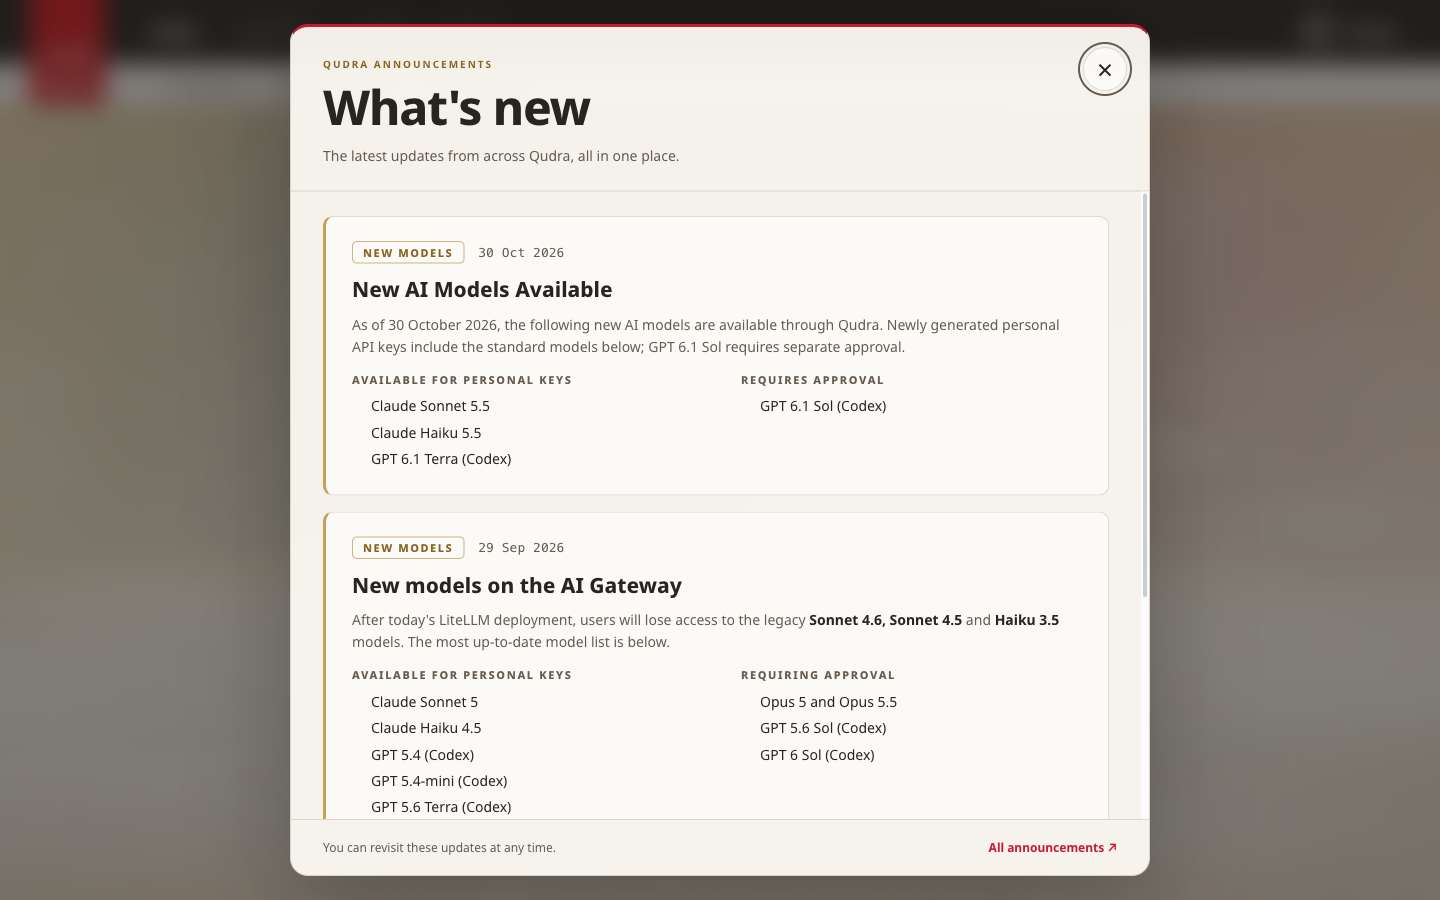 QUDRA ANNOUNCEMENTS
What's new
The latest updates from across Qudra, all in one place.
NEW MODELS 30 Oct 2026
New AI Models Available
As of 30 October 2026, the following new AI models are available through Qudra. Newly generated personal
API keys include the standard models below; GPT 6.1 Sol requires separate approval.
AVAILABLE FOR PERSONAL KEYS
Claude Sonnet 5.5
Claude Haiku 5.5
GPT 6.1 Terra (Codex)
REQUIRES APPROVAL
GPT 6.1 Sol (Codex)
NEW MODELS 29 Sep 2026
New models on the AI Gateway
After today's LiteLLM deployment, users will lose access to the legacy Sonnet 4.6, Sonnet 4.5 and Haiku 3.5
models. The most up-to-date model list is below.
AVAILABLE FOR PERSONAL KEYS
Claude Sonnet 5
Claude Haiku 4.5
GPT 5.4 (Codex)
GPT 5.4-mini (Codex)
GPT 5.6 Terra (Codex)
REQUIRING APPROVAL
Opus 5 and Opus 5.5
GPT 5.6 Sol (Codex)
GPT 6 Sol (Codex)
You can revisit these updates at any time.
All announcements ↗